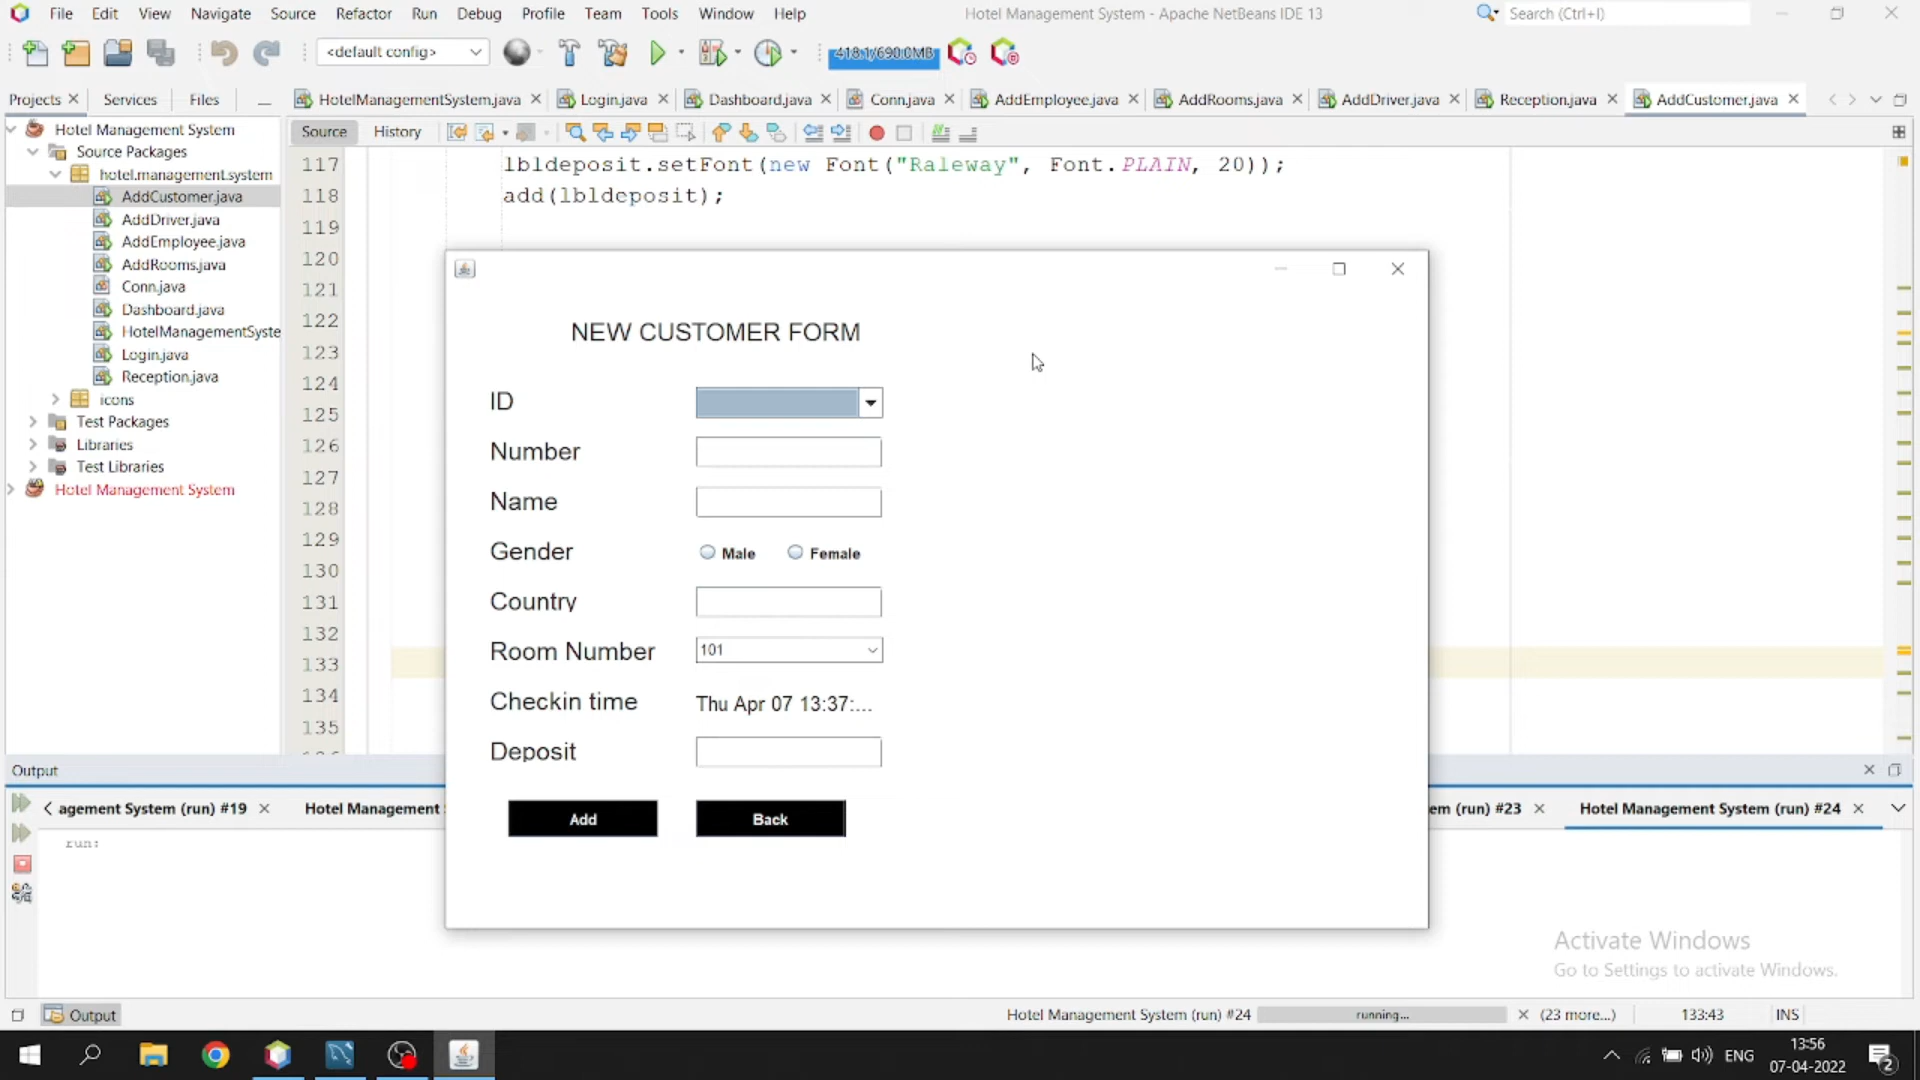 File Edit View Navigate Source Refactor Run Debug Profile Team Tools Window Help
Hotel Management System - Apache NetBeans IDE 13
Search (Ctrl+I)
<default config>
418.1/690.0MB
Projects Services Files
HotelManagementSystem.java Login.java Dashboard.java Conn.java AddEmployee.java AddRooms.java AddDriver.java Reception.java AddCustomer.java
Source History
Hotel Management System
Source Packages
hotel.management.system
AddCustomer.java
AddDriver.java
AddEmployee.java
AddRooms.java
Conn.java
Dashboard.java
HotelManagementSyste
Login.java
Reception.java
icons
Test Packages
Libraries
Test Libraries
Hotel Management System
117 lbldeposit.setFont(new Font("Raleway", Font.PLAIN, 20));
118 add(lbldeposit);
119
120
121
122
123
124
125
126
127
128
129
130
131
132
133
134
135
NEW CUSTOMER FORM
ID
Number
Name
Gender Male Female
Country
Room Number 101
Checkin time Thu Apr 07 13:37:...
Deposit
Add Back
Output
agement System (run) #19 Hotel Management em (run) #23 Hotel Management System (run) #24
run:
Activate Windows
Go to Settings to activate Windows.
Output
Hotel Management System (run) #24 running... (23 more...) 133:43 INS
ENG
13:56
07-04-2022
2